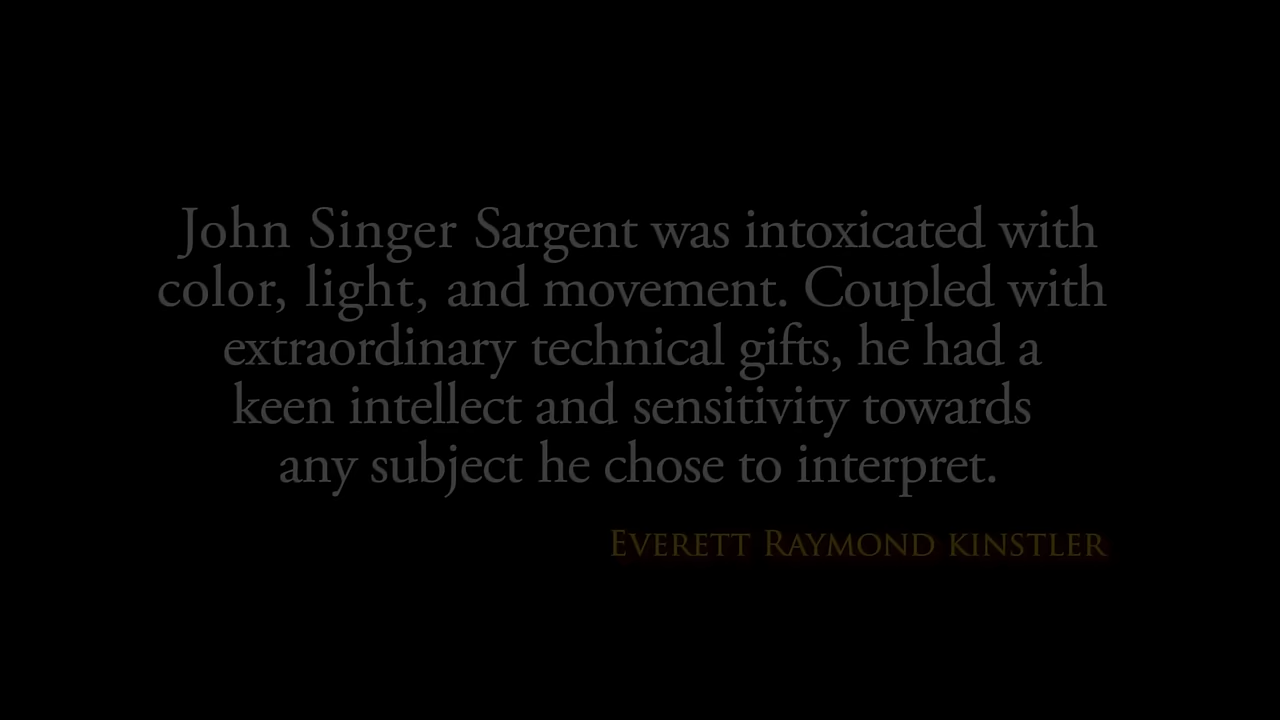 John Singer Sargent was intoxicated with
color, light, and movement. Coupled with
extraordinary technical gifts, he had a
keen intellect and sensitivity towards
any subject he chose to interpret.
Everett Raymond kinstler